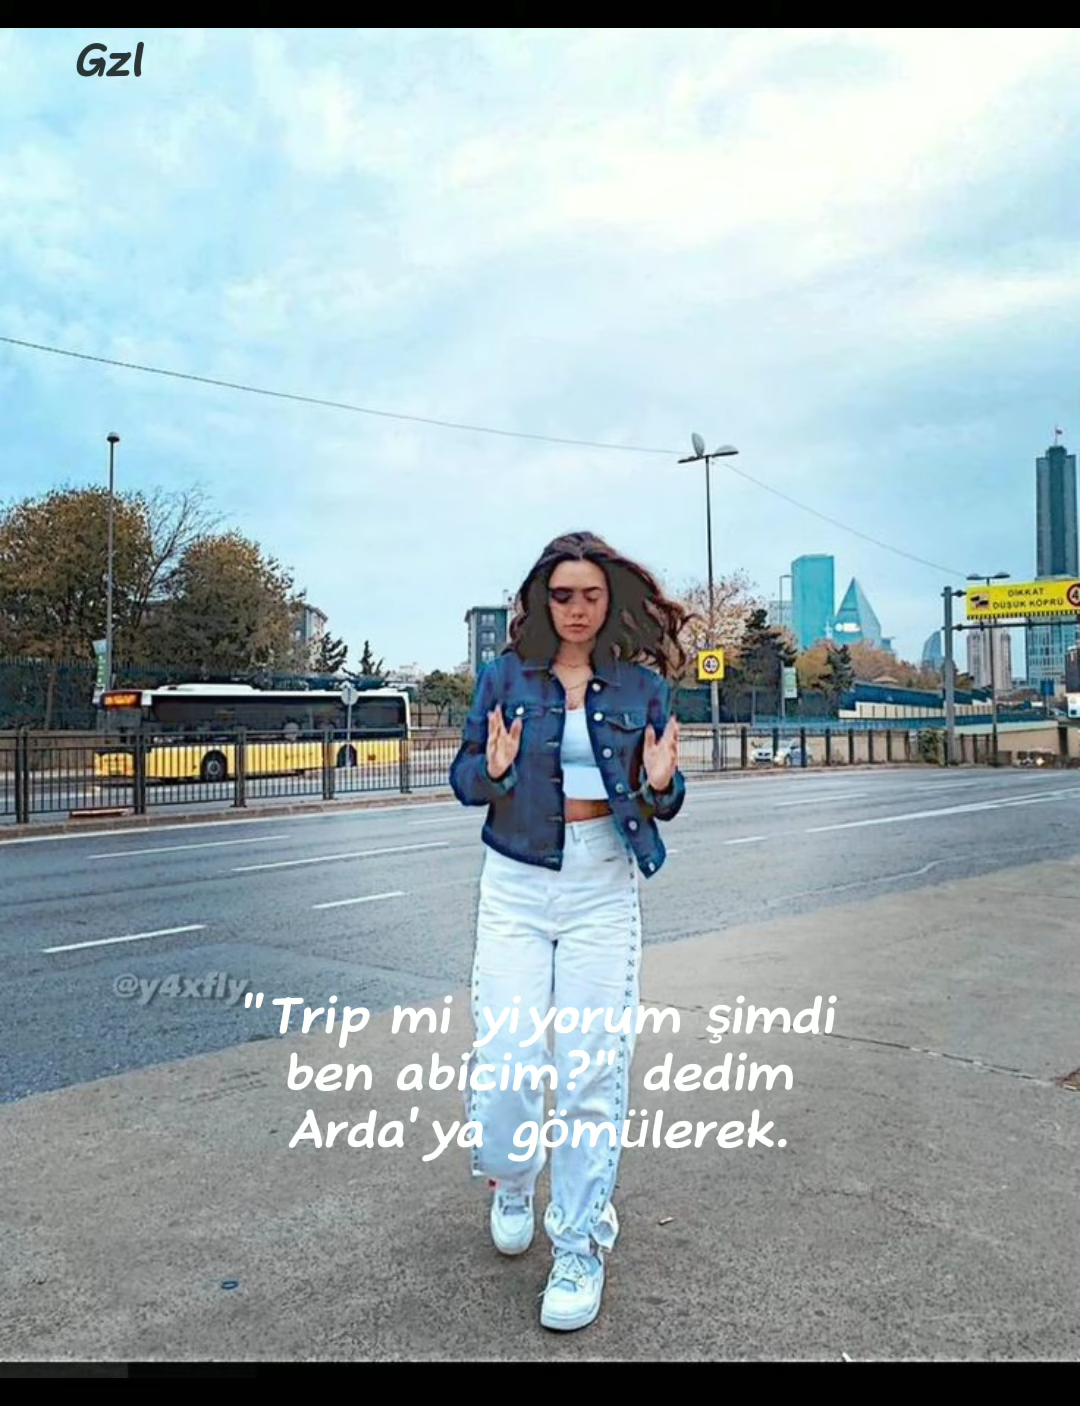 Gzl
DİKKAT
DÜŞÜK KÖPRÜ
@y4xfly
"Trip mi yiyorum şimdi
ben abicim?" dedim
Arda'ya gömülerek.